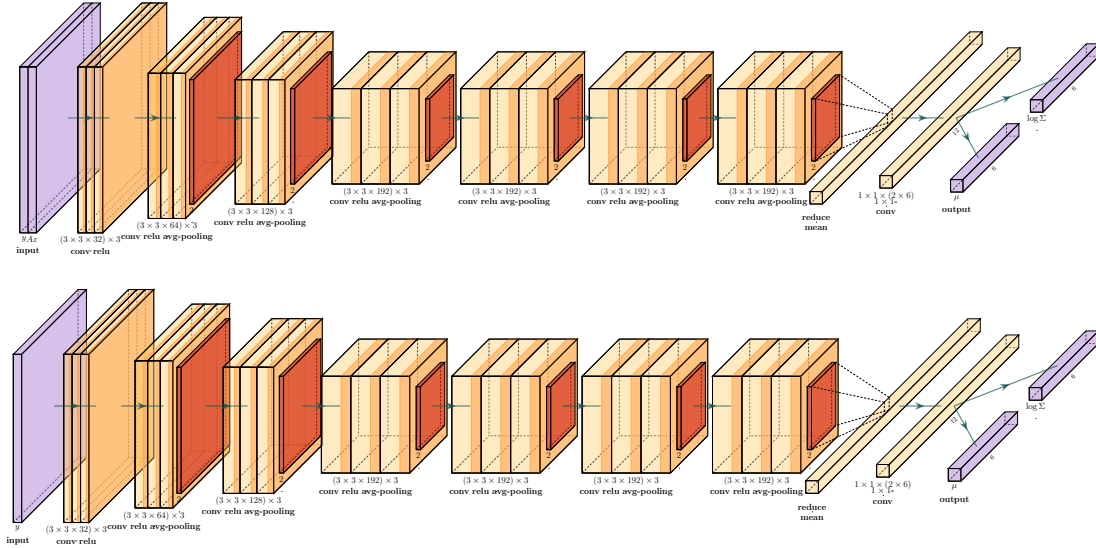 6
log Σ
12
6
2
2
2
2
2
2
(3 × 3 × 192) × 3
conv relu avg-pooling
(3 × 3 × 192) × 3
conv relu avg-pooling
(3 × 3 × 192) × 3
conv relu avg-pooling
(3 × 3 × 192) × 3
conv relu avg-pooling
1 × 1 × (2 × 6)
1 × 1-
conv
μ
output
(3 × 3 × 128) × 3
conv relu avg-pooling
reduce
mean
(3 × 3 × 64) × 3
conv relu avg-pooling
y Ax
input
(3 × 3 × 32) × 3
conv relu
6
log Σ
12
6
2
2
2
2
2
2
(3 × 3 × 192) × 3
conv relu avg-pooling
(3 × 3 × 192) × 3
conv relu avg-pooling
(3 × 3 × 192) × 3
conv relu avg-pooling
(3 × 3 × 192) × 3
conv relu avg-pooling
1 × 1 × (2 × 6)
1 × 1-
conv
μ
output
(3 × 3 × 128) × 3
conv relu avg-pooling
reduce
mean
(3 × 3 × 64) × 3
conv relu avg-pooling
y
input
(3 × 3 × 32) × 3
conv relu